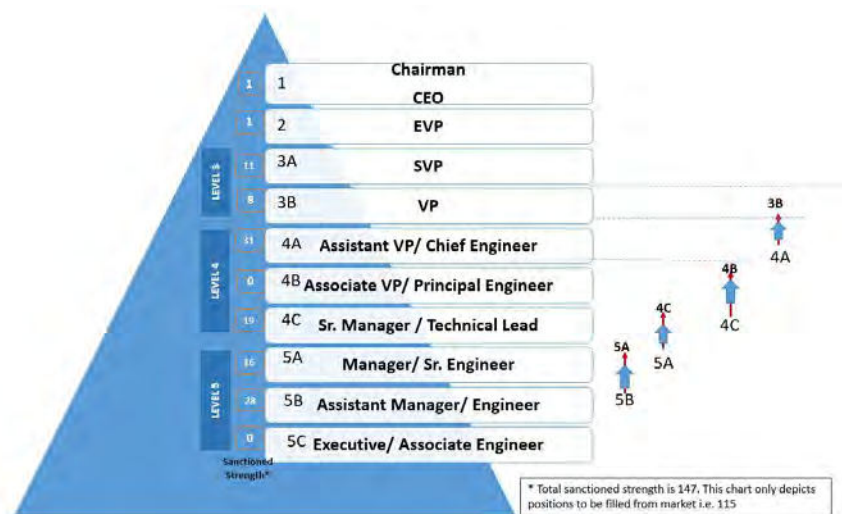 Chairman
1 1
CEO
1 2 EVP
LEVEL 3
11 3A SVP
8 3B VP
LEVEL 4
31 4A Assistant VP/ Chief Engineer
0 4B Associate VP/ Principal Engineer
19 4C Sr. Manager / Technical Lead
LEVEL 5
16 5A Manager/ Sr. Engineer
28 5B Assistant Manager/ Engineer
0 5C Executive/ Associate Engineer
Sanctioned
Strength*
3B
4A
4B
4C
4C
5A
5A
5B
* Total sanctioned strength is 147. This chart only depicts
positions to be filled from market i.e. 115